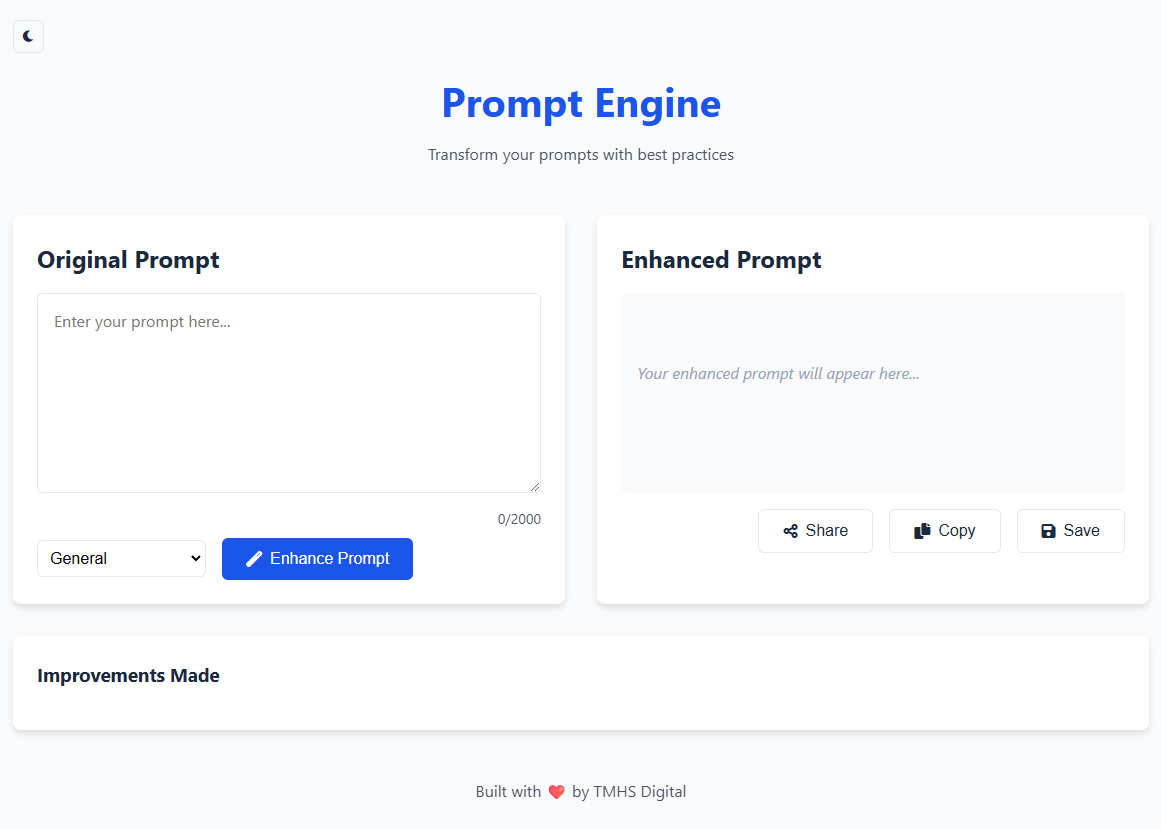 Prompt Engine
Transform your prompts with best practices
Original Prompt
Enter your prompt here...
0/2000
General
Enhance Prompt
Enhanced Prompt
Your enhanced prompt will appear here...
Share
Copy
Save
Improvements Made
Built with ❤️ by TMHS Digital